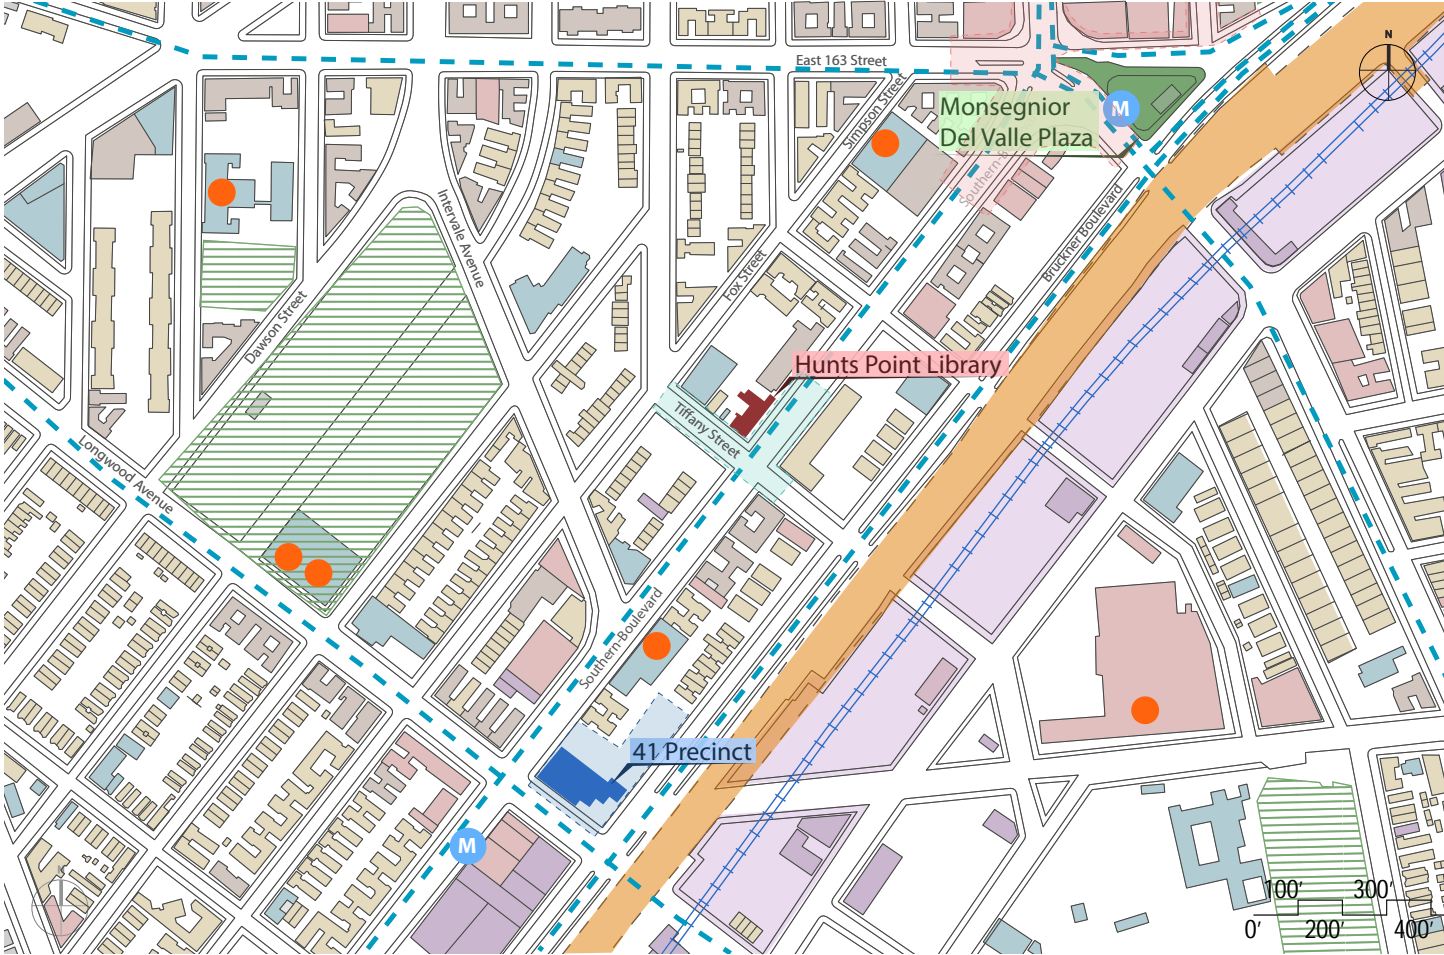 East 163 Street
N
Simpson Street
Monsegnior
Del Valle Plaza
M
Southern-B
Intervale Avenue
Bruckner Boulevard
Fox Street
Dawson Street
Hunts Point Library
Tiffany Street
Longwood Avenue
Southern-Boulevard
41 Precinct
M
N
100' 300'
0' 200' 400'